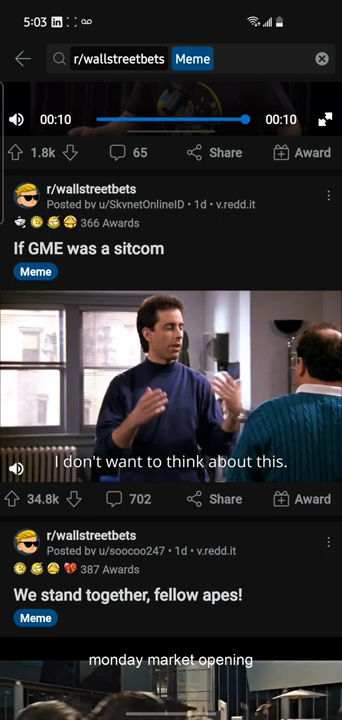 5:03
r/wallstreetbets Meme
00:10 00:10
1.8k 65 Share Award
r/wallstreetbets
Posted by u/SkynetOnlineID • 1d • v.redd.it
366 Awards
If GME was a sitcom
Meme
I don't want to think about this.
34.8k 702 Share Award
r/wallstreetbets
Posted by u/soocoo247 • 1d • v.redd.it
387 Awards
We stand together, fellow apes!
Meme
monday market opening